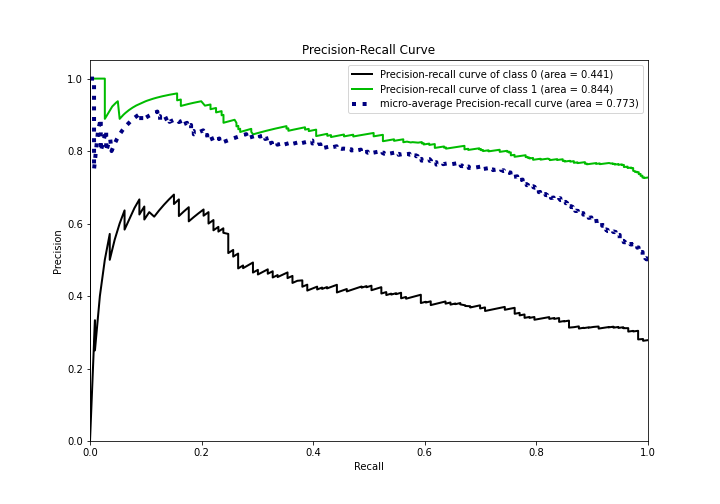 Precision-Recall Curve
Precision-recall curve of class 0 (area = 0.441)
Precision-recall curve of class 1 (area = 0.844)
micro-average Precision-recall curve (area = 0.773)
1.0
0.8
0.6
0.4
0.2
0.0
Precision
0.0 0.2 0.4 0.6 0.8 1.0
Recall